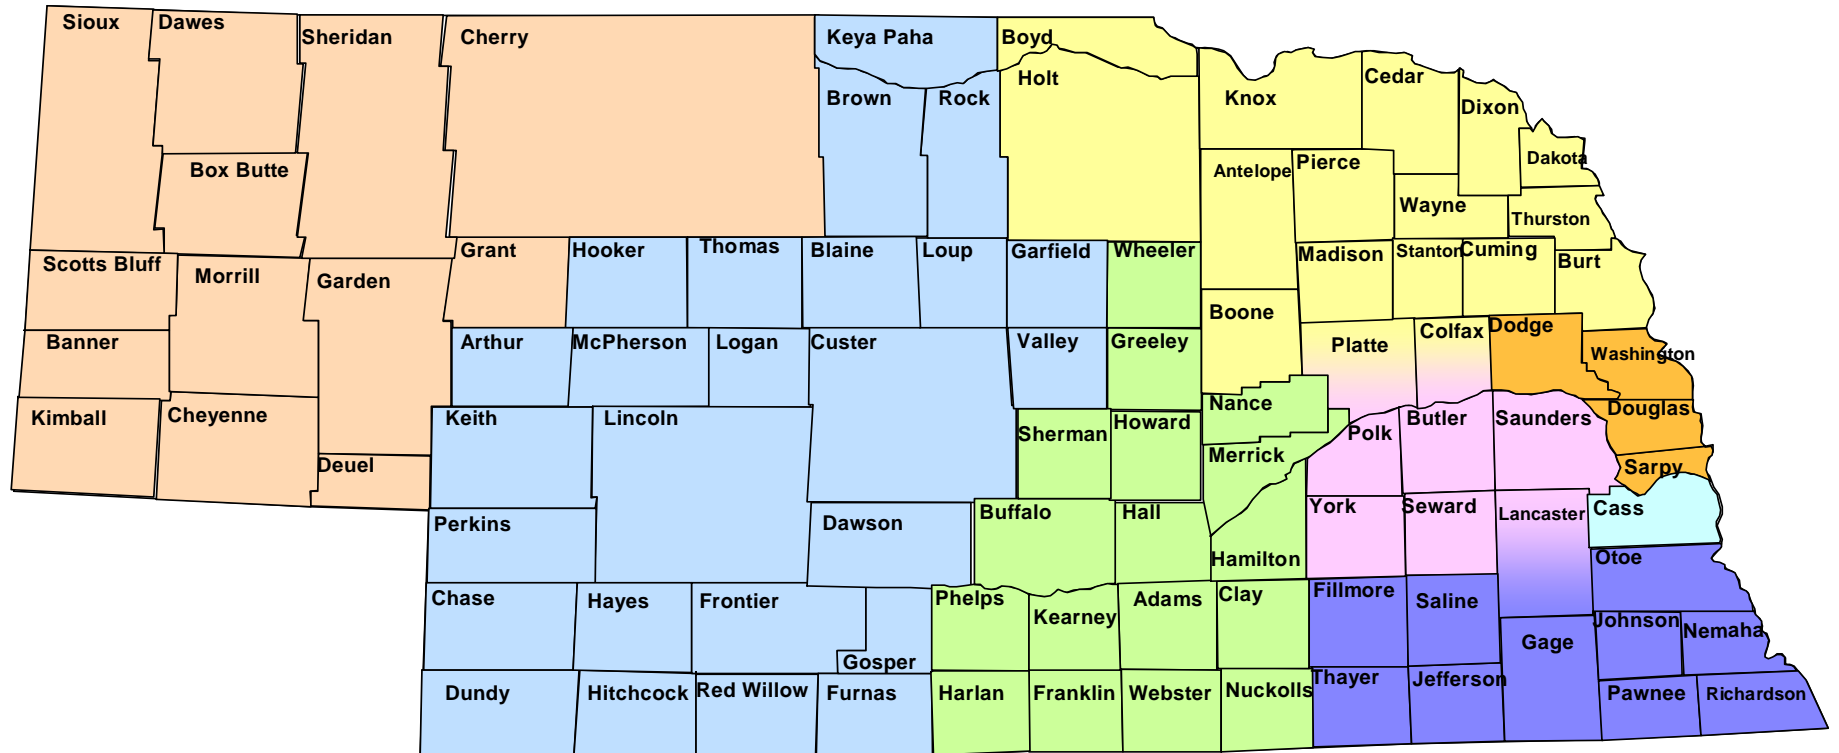 Sioux
Dawes
Sheridan
Cherry
Keya Paha
Boyd
Holt
Cedar
Knox
Brown
Rock
Dixon
Dakota
Box Butte
Antelope
Pierce
Wayne
Thurston
Scotts Bluff
Morrill
Garden
Grant
Hooker
Thomas
Blaine
Loup
Garfield
Wheeler
Madison
Stanton
Cuming
Burt
Boone
Banner
Arthur
McPherson
Logan
Custer
Valley
Greeley
Platte
Colfax
Dodge
Washington
Kimball
Cheyenne
Keith
Lincoln
Nance
Butler
Saunders
Douglas
Sherman
Howard
Polk
Deuel
Merrick
Sarpy
Perkins
Dawson
Buffalo
Hall
York
Seward
Lancaster
Cass
Hamilton
Otoe
Chase
Hayes
Frontier
Phelps
Kearney
Adams
Clay
Fillmore
Saline
Gosper
Gage
Johnson
Nemaha
Dundy
Hitchcock
Red Willow
Furnas
Harlan
Franklin
Webster
Nuckolls
Thayer
Jefferson
Pawnee
Richardson